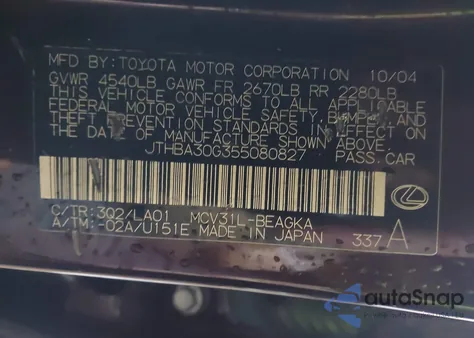 MFD. BY: TOYOTA MOTOR CORPORATION 10/04
GVWR 4540LB GAWR FR 2670LB RR 2280LB
THIS VEHICLE CONFORMS TO ALL APPLICABLE
FEDERAL MOTOR VEHICLE SAFETY, BUMPER, AND
THEFT PREVENTION STANDARDS IN EFFECT ON
THE DATE OF MANUFACTURE SHOWN ABOVE.
JTHBA30G355080827 PASS.CAR
C/TR:3Q2/LA01 MCV31L-BEAGKA
A/TM:-02A/U151E MADE IN JAPAN 337 A
autoSnap